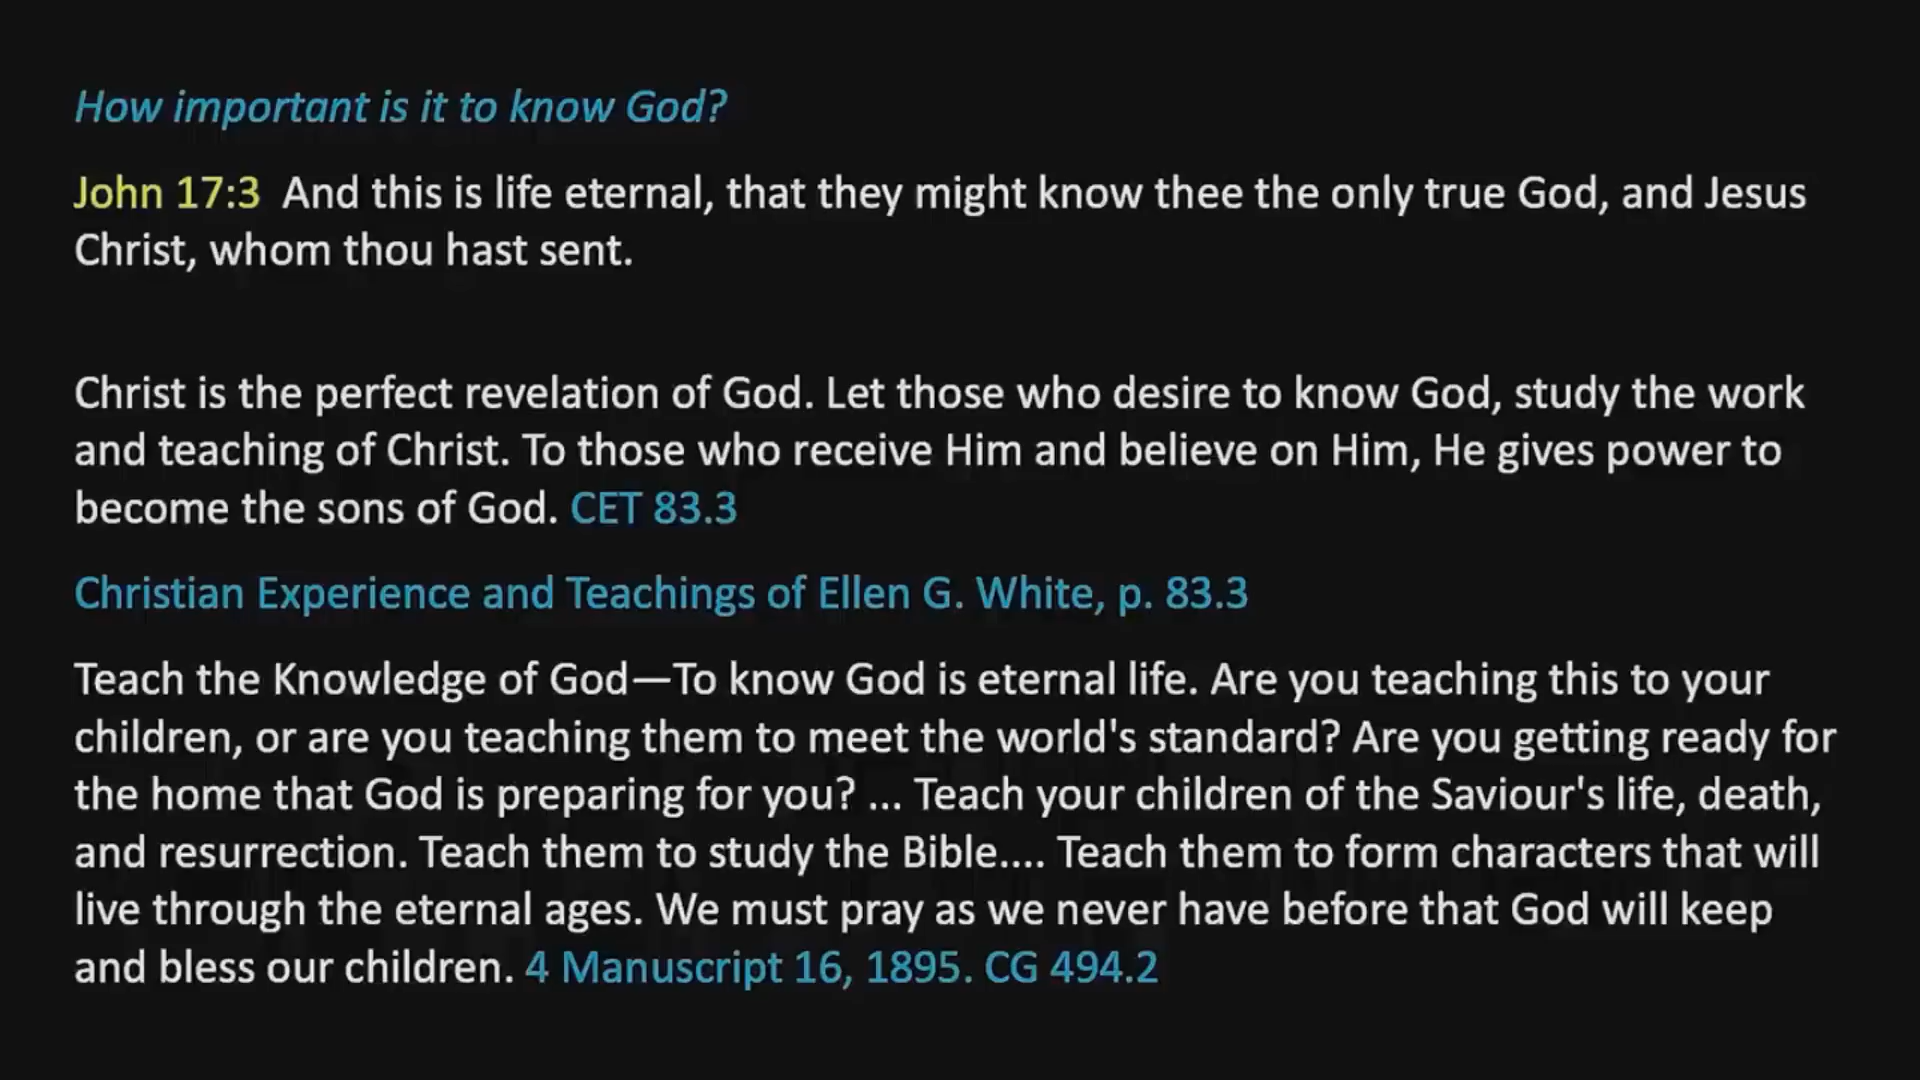 How important is it to know God?
John 17:3  And this is life eternal, that they might know thee the only true God, and Jesus
Christ, whom thou hast sent.
Christ is the perfect revelation of God. Let those who desire to know God, study the work
and teaching of Christ. To those who receive Him and believe on Him, He gives power to
become the sons of God. CET 83.3
Christian Experience and Teachings of Ellen G. White, p. 83.3
Teach the Knowledge of God—To know God is eternal life. Are you teaching this to your
children, or are you teaching them to meet the world's standard? Are you getting ready for
the home that God is preparing for you? ... Teach your children of the Saviour's life, death,
and resurrection. Teach them to study the Bible.... Teach them to form characters that will
live through the eternal ages. We must pray as we never have before that God will keep
and bless our children. 4 Manuscript 16, 1895. CG 494.2